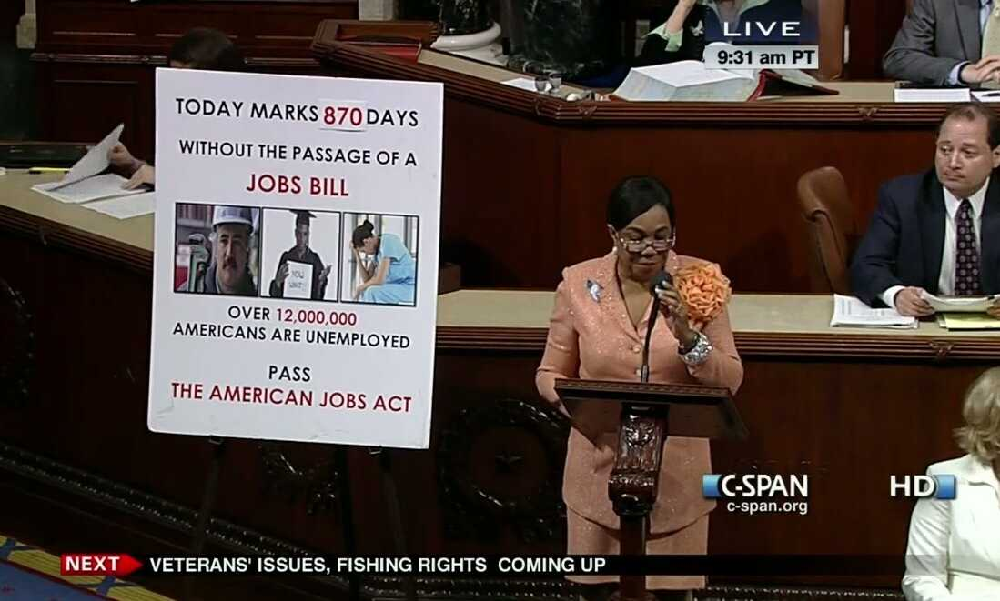 LIVE
9:31 am PT
TODAY MARKS 870 DAYS
WITHOUT THE PASSAGE OF A
JOBS BILL
YOU
OVER 12,000,000
AMERICANS ARE UNEMPLOYED
PASS
THE AMERICAN JOBS ACT
C-SPAN
c-span.org
HD
NEXT VETERANS' ISSUES, FISHING RIGHTS COMING UP